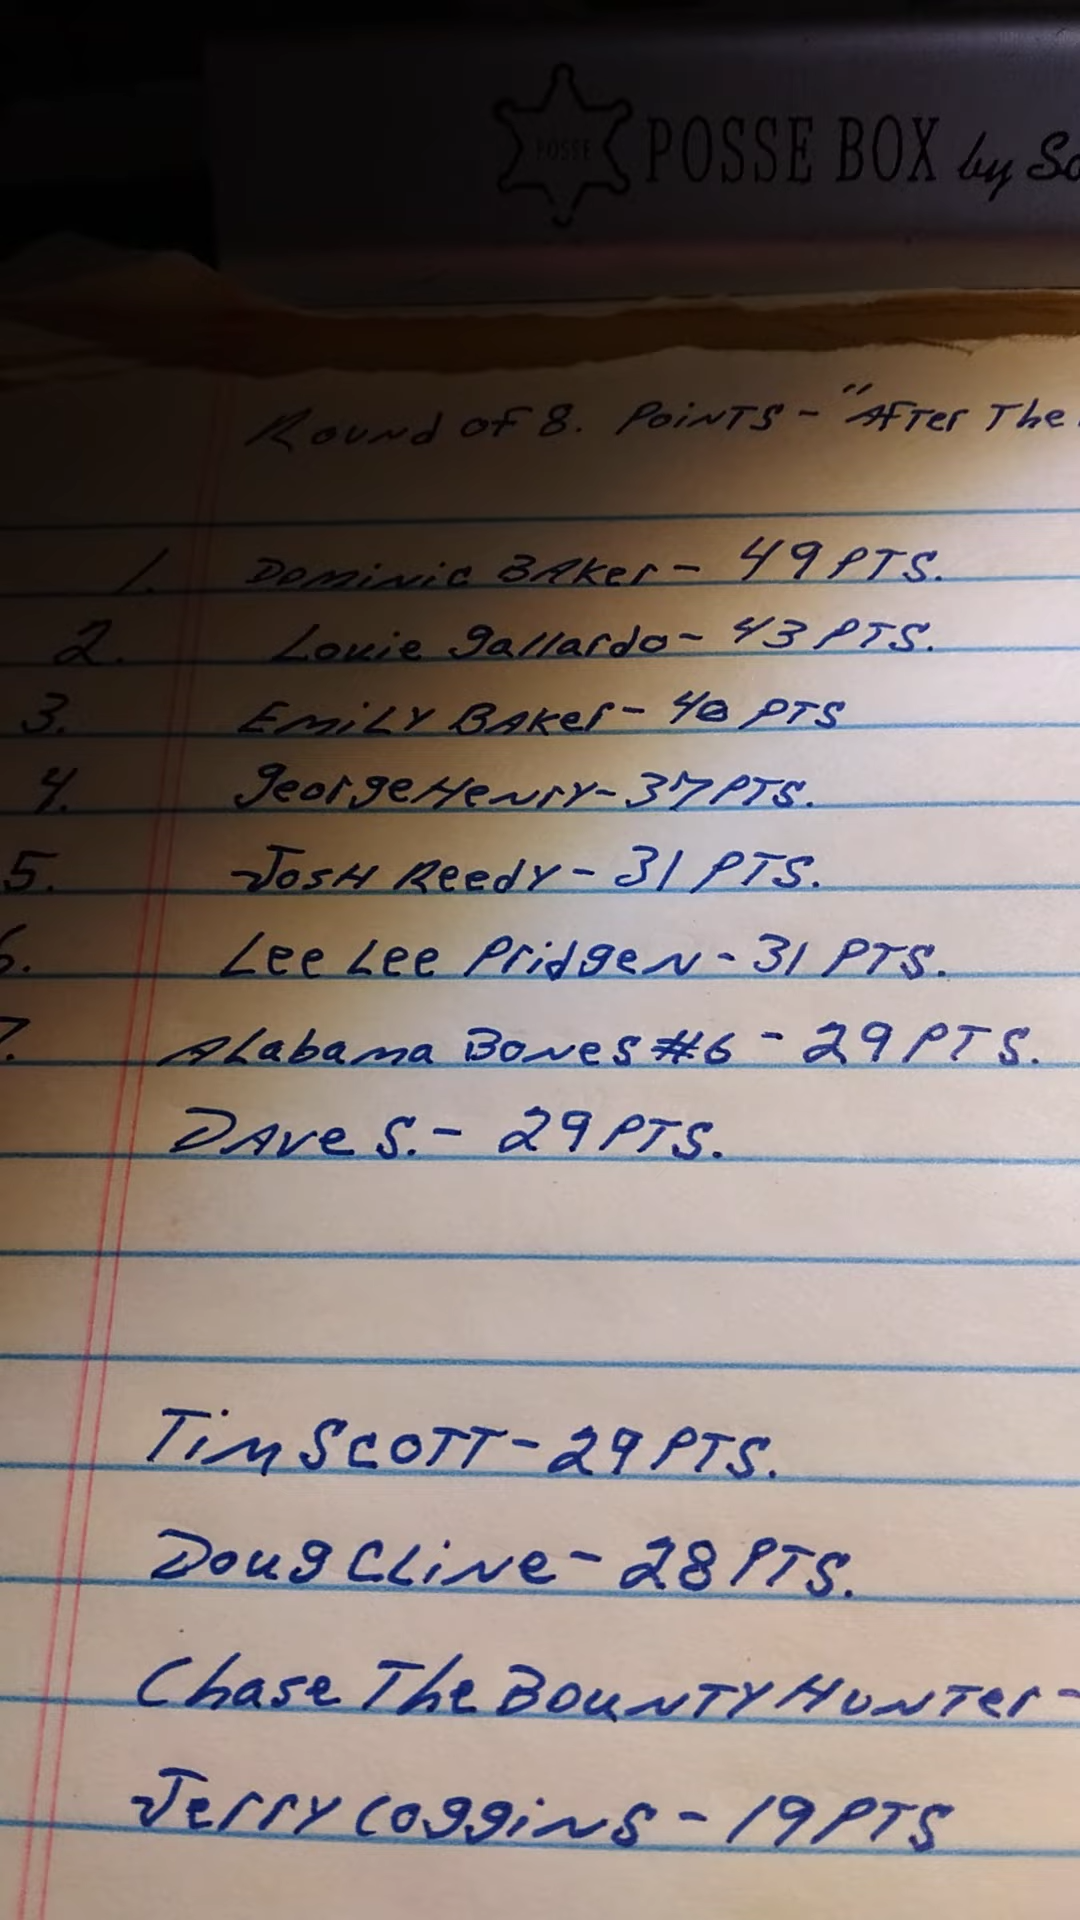 POSSE
POSSE BOX by
Round of 8. Points - "After The
1. Dominic Baker - 49 PTS.
2. Louie gallardo - 43 PTS.
3. Emily Baker - 40 PTS
4. george Henry - 37 PTS.
5. Josh Reedy - 31 PTS.
6. Lee Lee Pridgen - 31 PTS.
7. Alabama Bones #6 - 29 PTS.
Dave S. - 29 PTS.
Tim Scott - 29 PTS.
Doug Cline - 28 PTS.
Chase The Bounty Hunter -
Jerry Coggins - 19 PTS